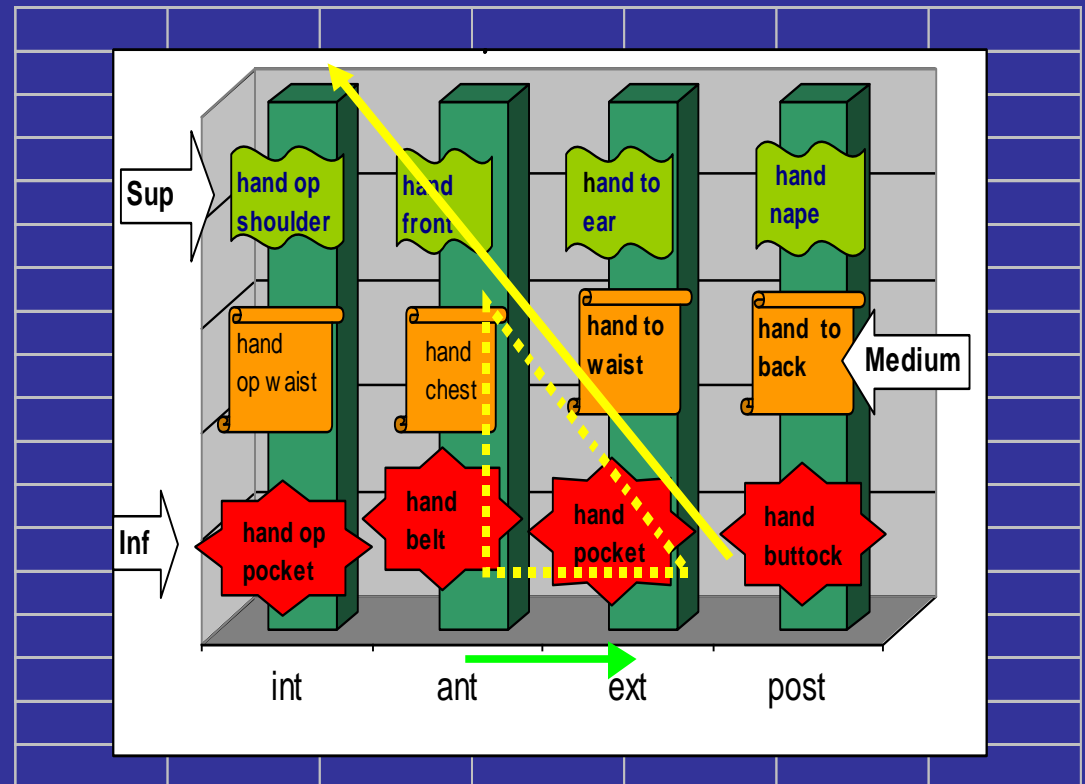 Sup
hand op
shoulder
hand
front
hand to
ear
hand
nape
hand
op waist
hand
chest
hand to
waist
hand to
back
Medium
Inf
hand op
pocket
hand
belt
hand
pocket
hand
buttock
int
ant
ext
post